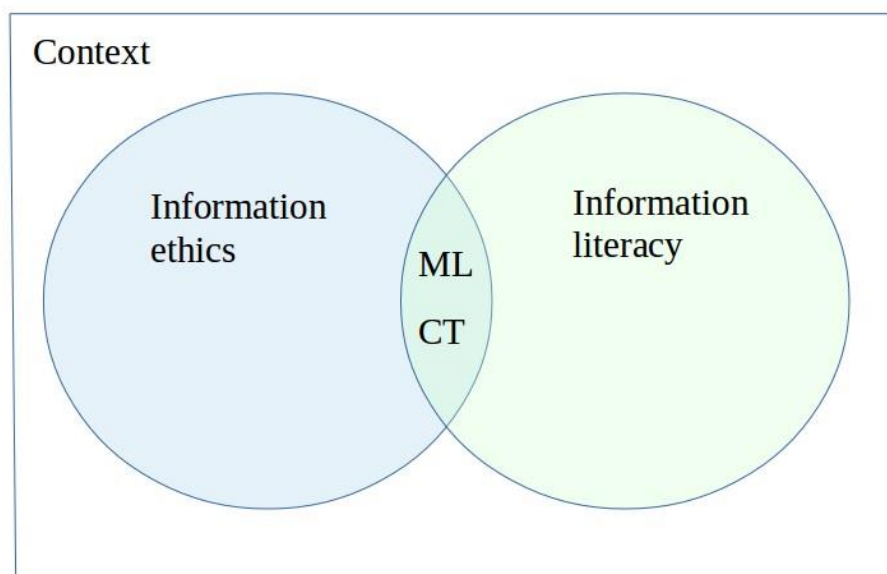 Context
Information
ethics
Information
literacy
ML
CT